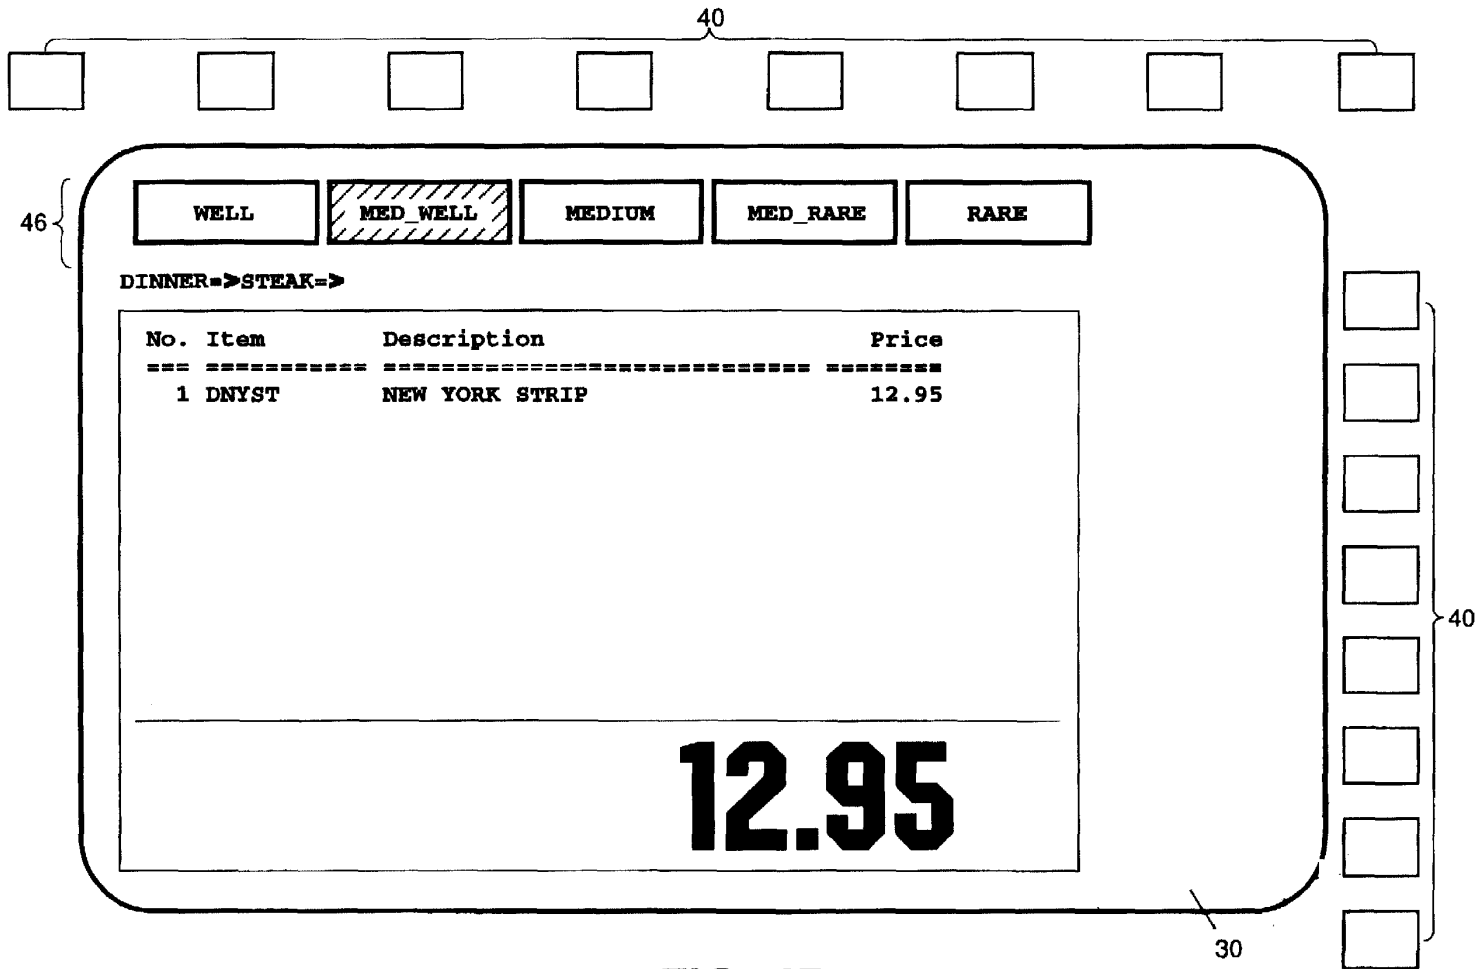 40
46
WELL MED_WELL MEDIUM MED_RARE RARE
DINNER=>STEAK=>
No. Item Description Price
=== =========== ============================= ========
1 DNYST NEW YORK STRIP 12.95
40
12.95
30